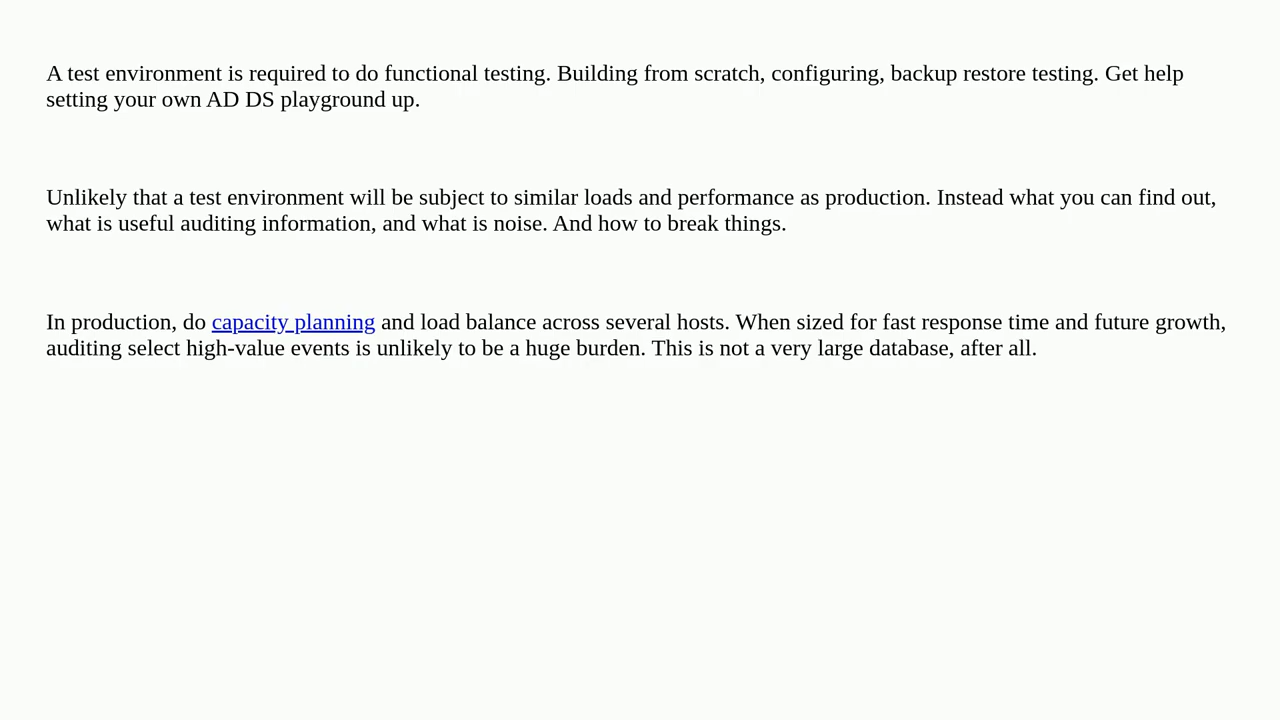 A test environment is required to do functional testing. Building from scratch, configuring, backup restore testing. Get help
setting your own AD DS playground up.
Unlikely that a test environment will be subject to similar loads and performance as production. Instead what you can find out,
what is useful auditing information, and what is noise. And how to break things.
In production, do capacity planning and load balance across several hosts. When sized for fast response time and future growth,
auditing select high-value events is unlikely to be a huge burden. This is not a very large database, after all.